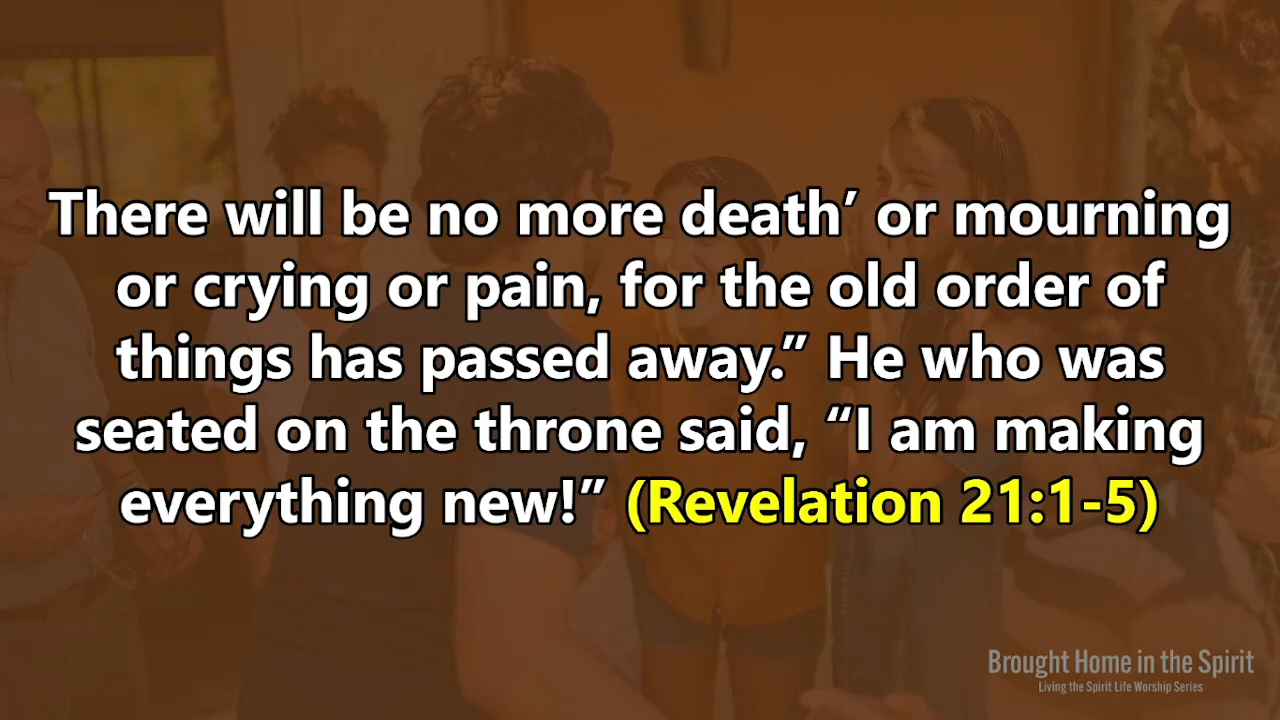 There will be no more death’ or mourning
or crying or pain, for the old order of
things has passed away.” He who was
seated on the throne said, “I am making
everything new!” (Revelation 21:1-5)
Brought Home in the Spirit
Living the Spirit Life Worship Series